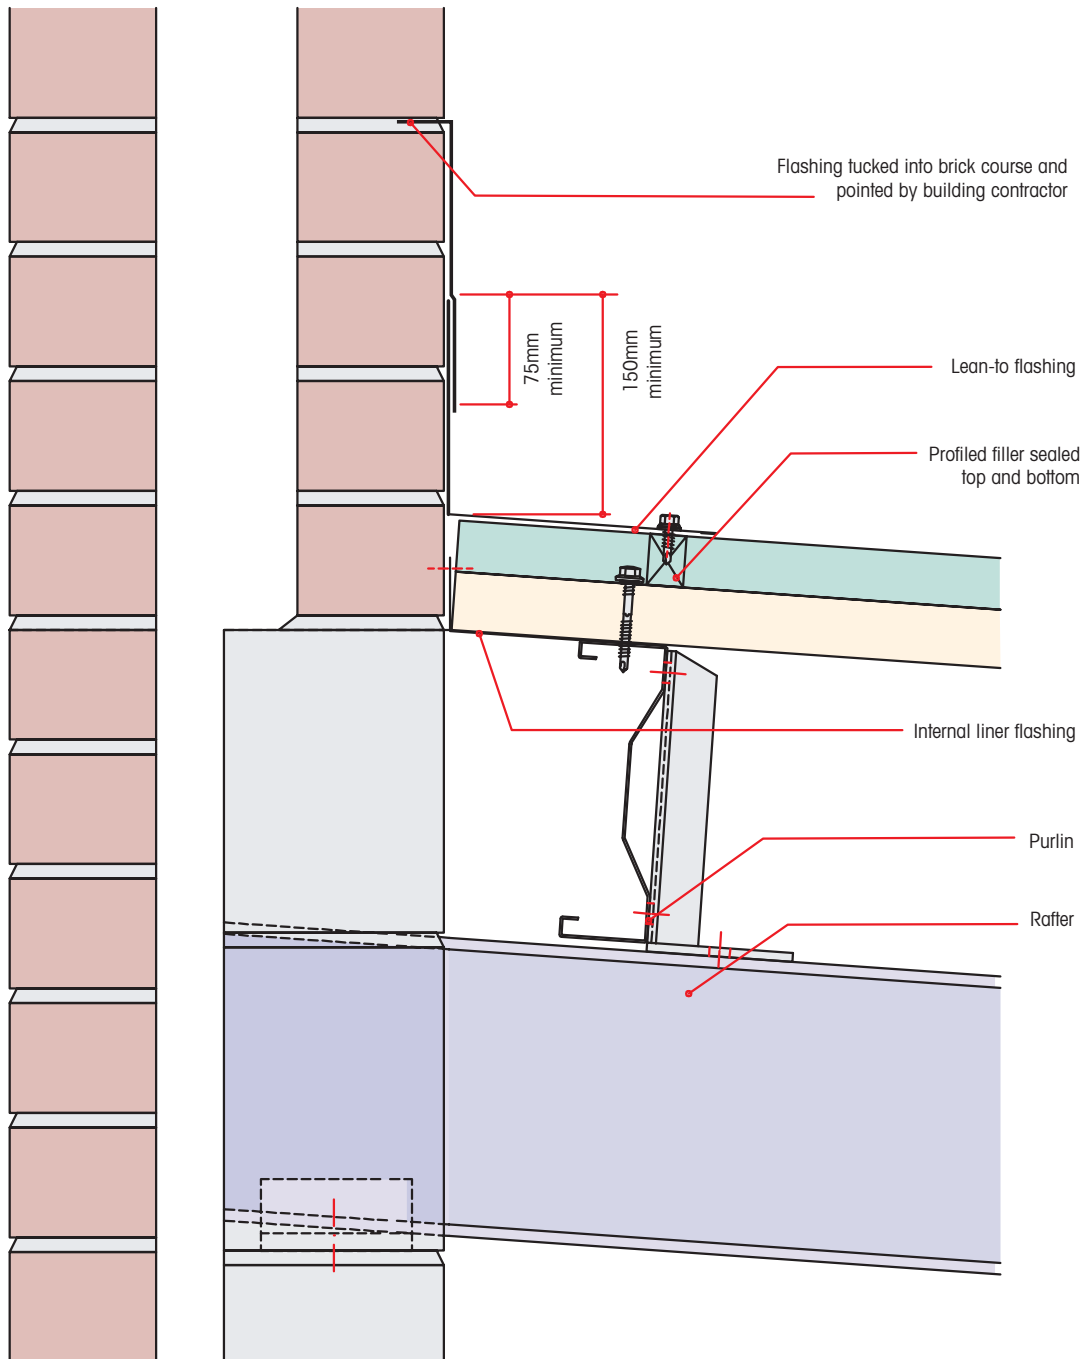 Flashing tucked into brick course and
pointed by building contractor
75mm
minimum
150mm
minimum
Lean-to flashing
Profiled filler sealed
top and bottom
Internal liner flashing
Purlin
Rafter